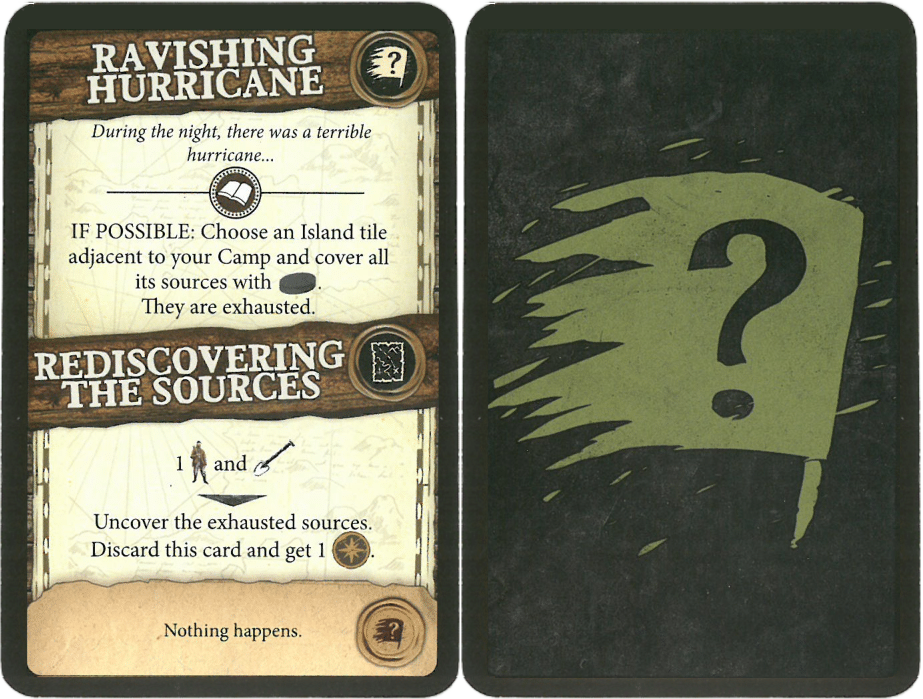 RAVISHING
HURRICANE
?
During the night, there was a terrible
hurricane...
IF POSSIBLE: Choose an Island tile
adjacent to your Camp and cover all
its sources with .
They are exhausted.
REDISCOVERING
THE SOURCES
1 and
Uncover the exhausted sources.
Discard this card and get 1 .
Nothing happens.
?
?